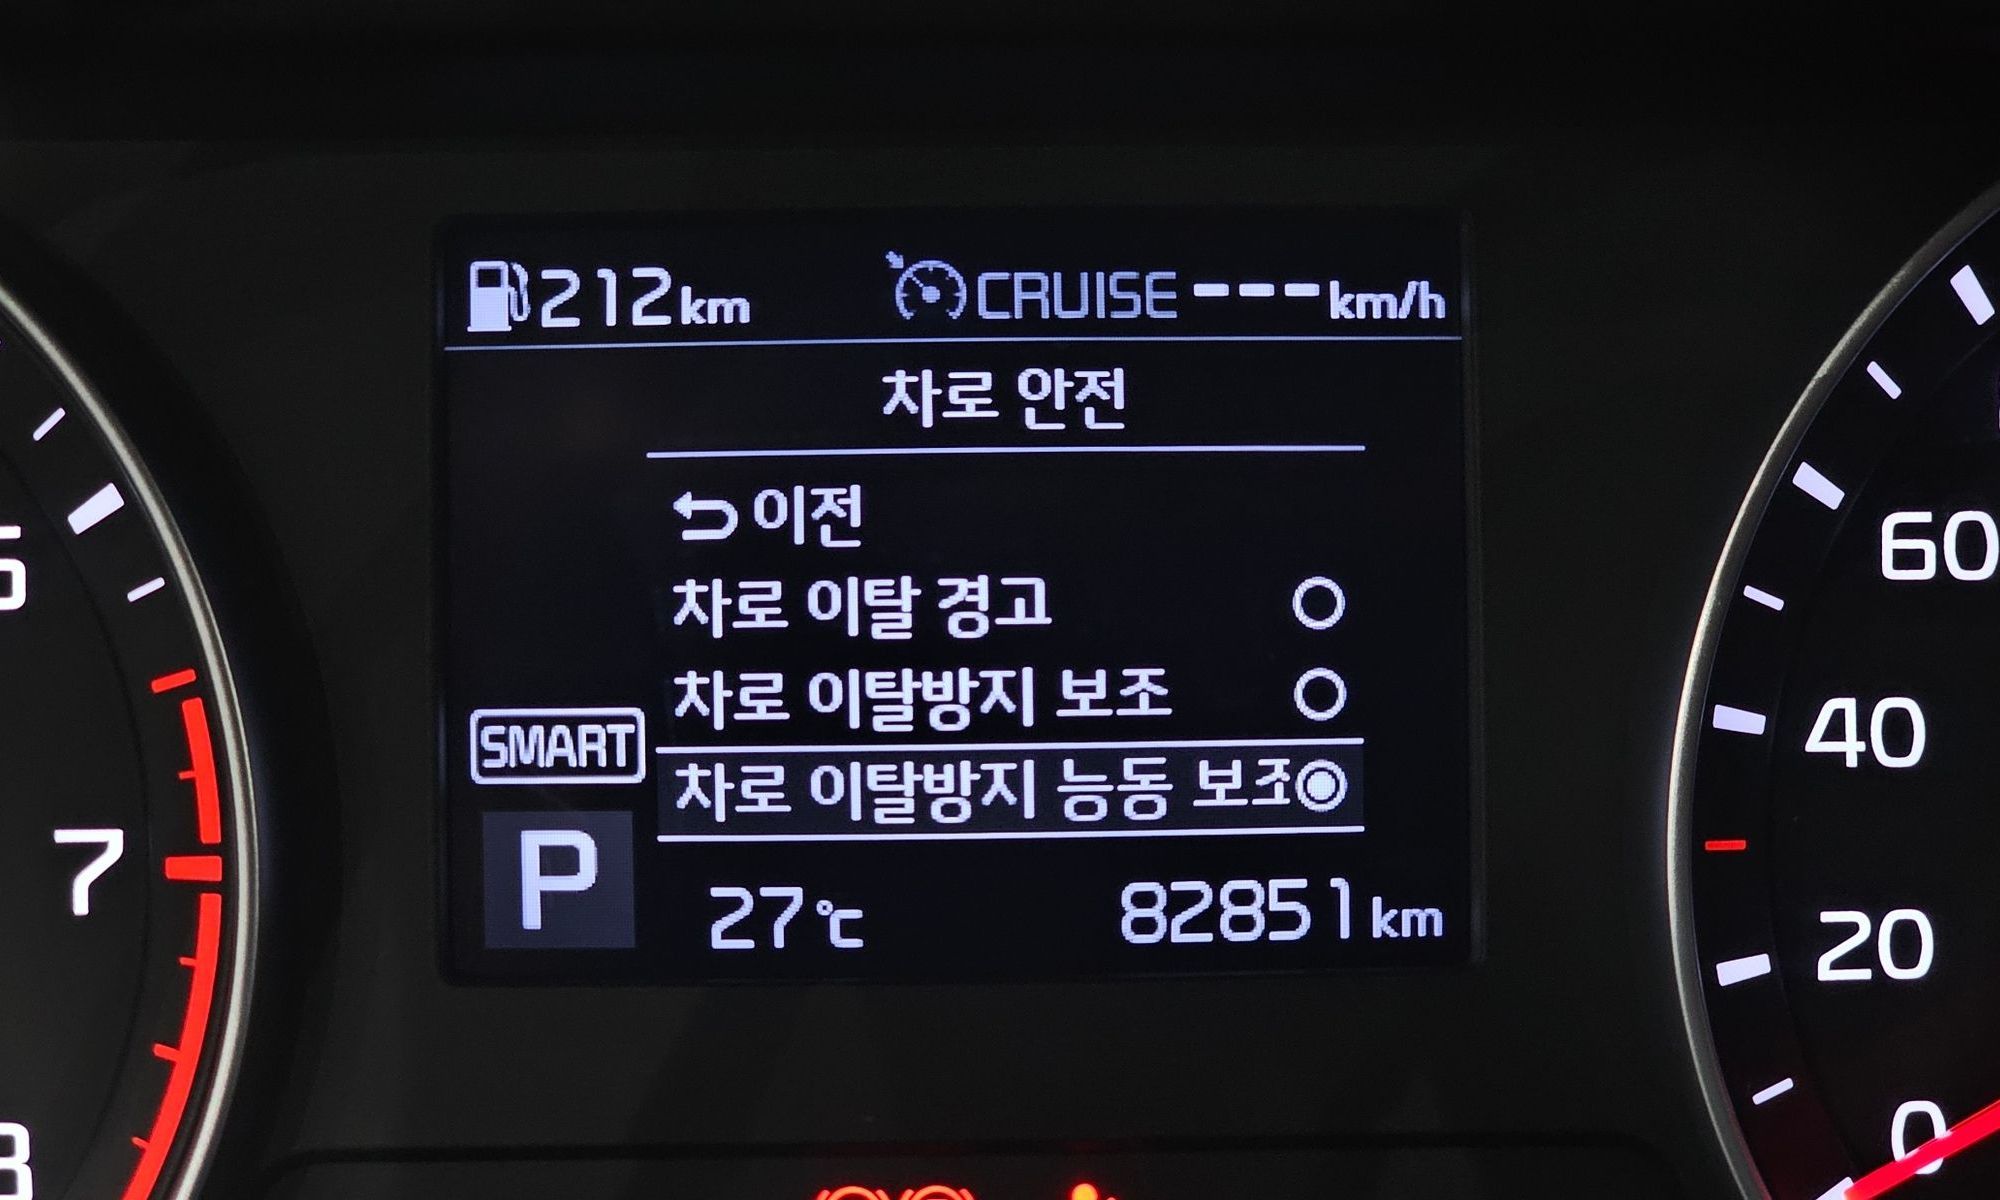 212km CRUISE ---km/h
차로 안전
이전
차로 이탈 경고
차로 이탈방지 보조
SMART
차로 이탈방지 능동 보조
P
27℃ 82851km
7
60
40
20
0